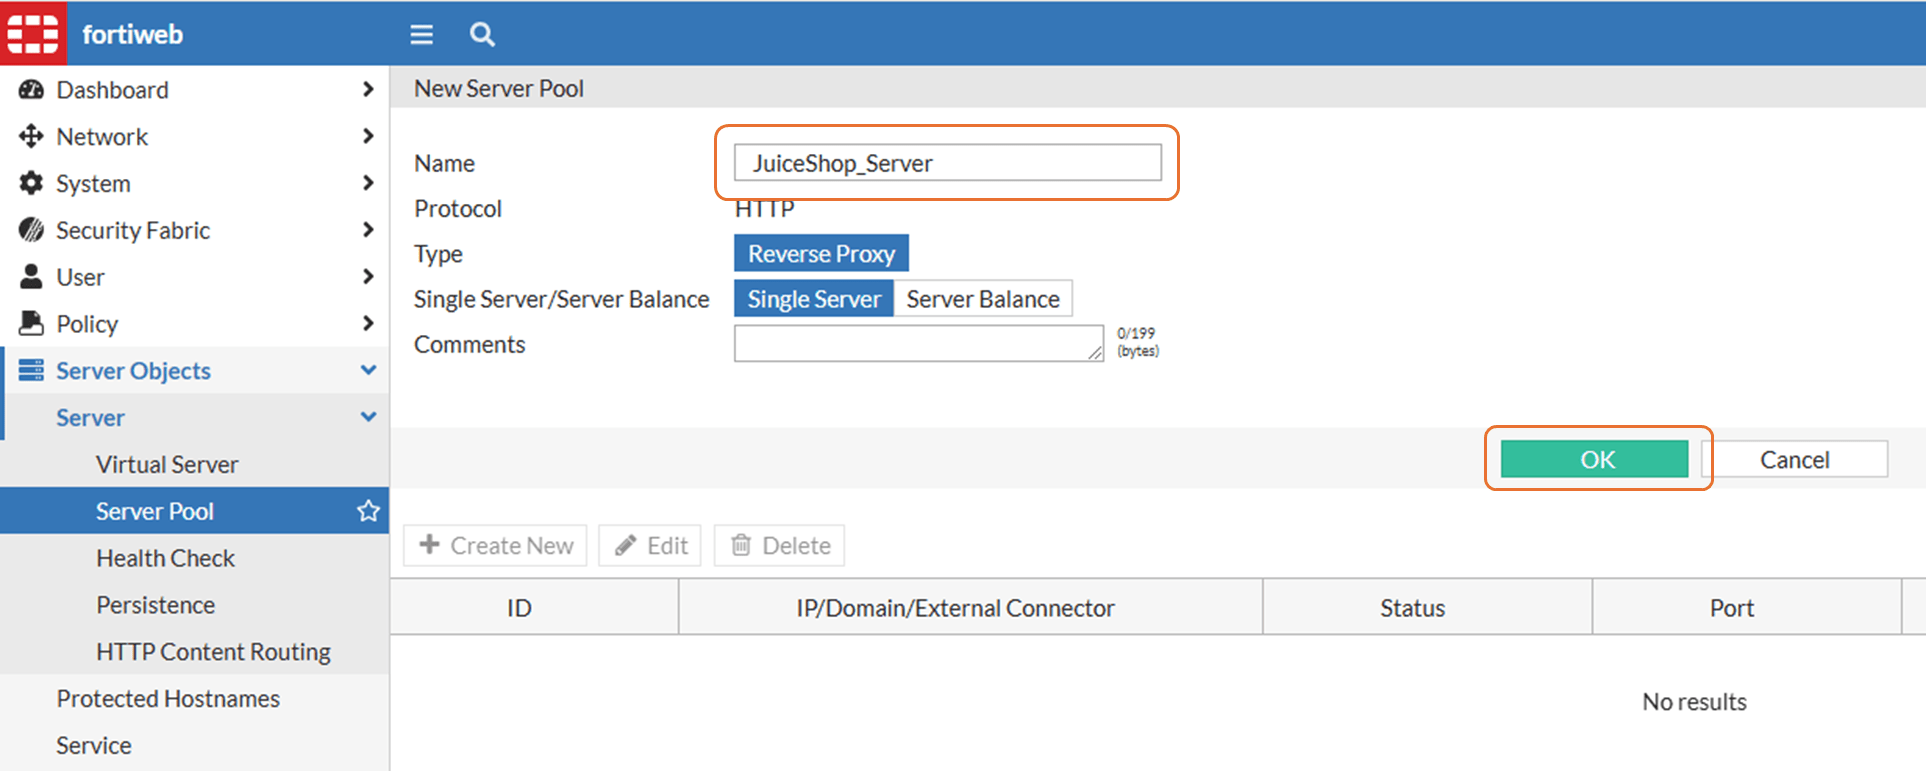 fortiweb
Dashboard
Network
System
Security Fabric
User
Policy
Server Objects
Server
Virtual Server
Server Pool
Health Check
Persistence
HTTP Content Routing
Protected Hostnames
Service
New Server Pool
Name JuiceShop_Server
Protocol HTTP
Type Reverse Proxy
Single Server/Server Balance Single Server Server Balance
Comments 0/199
(bytes)
OK Cancel
Create New Edit Delete
ID IP/Domain/External Connector Status Port
No results